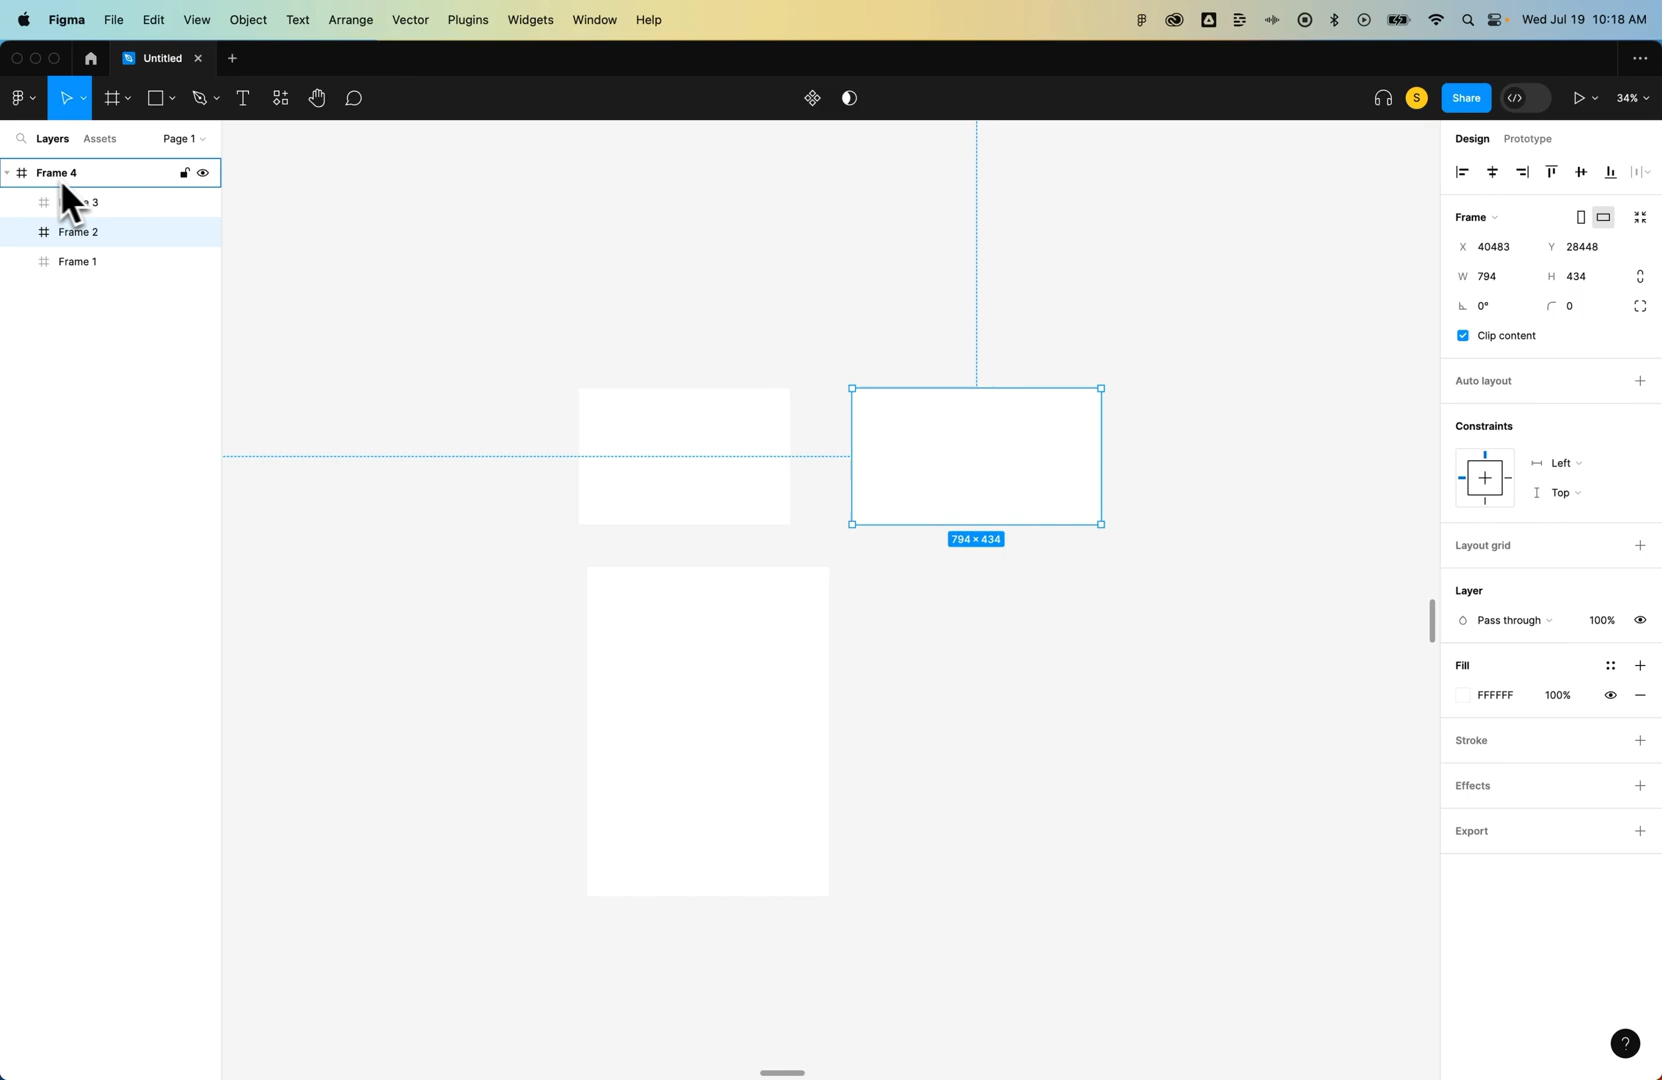 Figma File Edit View Object Text Arrange Vector Plugins Widgets Window Help Wed Jul 19 10:18 AM
Untitled
S Share 34%
Layers Assets Page 1
Frame 4
3
Frame 2
Frame 1
794 × 434
Design Prototype
Frame
X 40483 Y 28448
W 794 H 434
0° 0
Clip content
Auto layout
Constraints
Left
Top
Layout grid
Layer
Pass through 100%
Fill
FFFFFF 100%
Stroke
Effects
Export
?